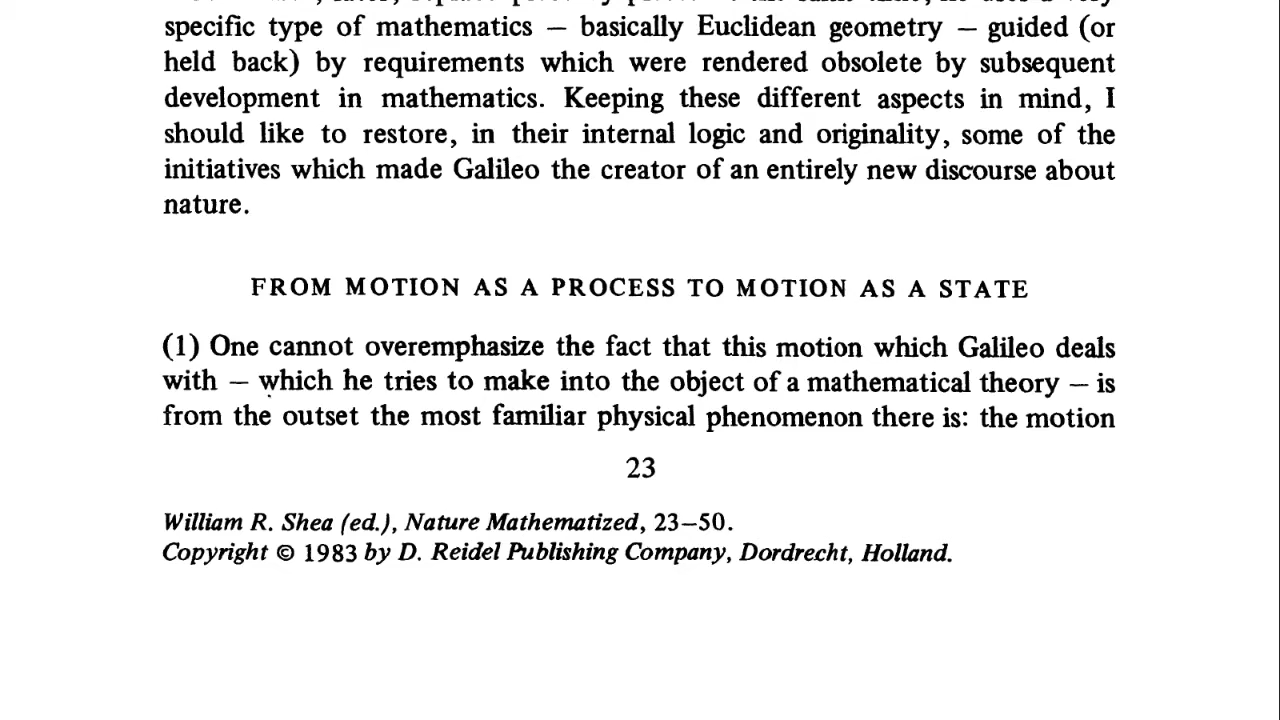 specific type of mathematics – basically Euclidean geometry – guided (or
held back) by requirements which were rendered obsolete by subsequent
development in mathematics. Keeping these different aspects in mind, I
should like to restore, in their internal logic and originality, some of the
initiatives which made Galileo the creator of an entirely new discourse about
nature.
FROM MOTION AS A PROCESS TO MOTION AS A STATE
(1) One cannot overemphasize the fact that this motion which Galileo deals
with – which he tries to make into the object of a mathematical theory – is
from the outset the most familiar physical phenomenon there is: the motion
23
William R. Shea (ed.), Nature Mathematized, 23–50.
Copyright © 1983 by D. Reidel Publishing Company, Dordrecht, Holland.